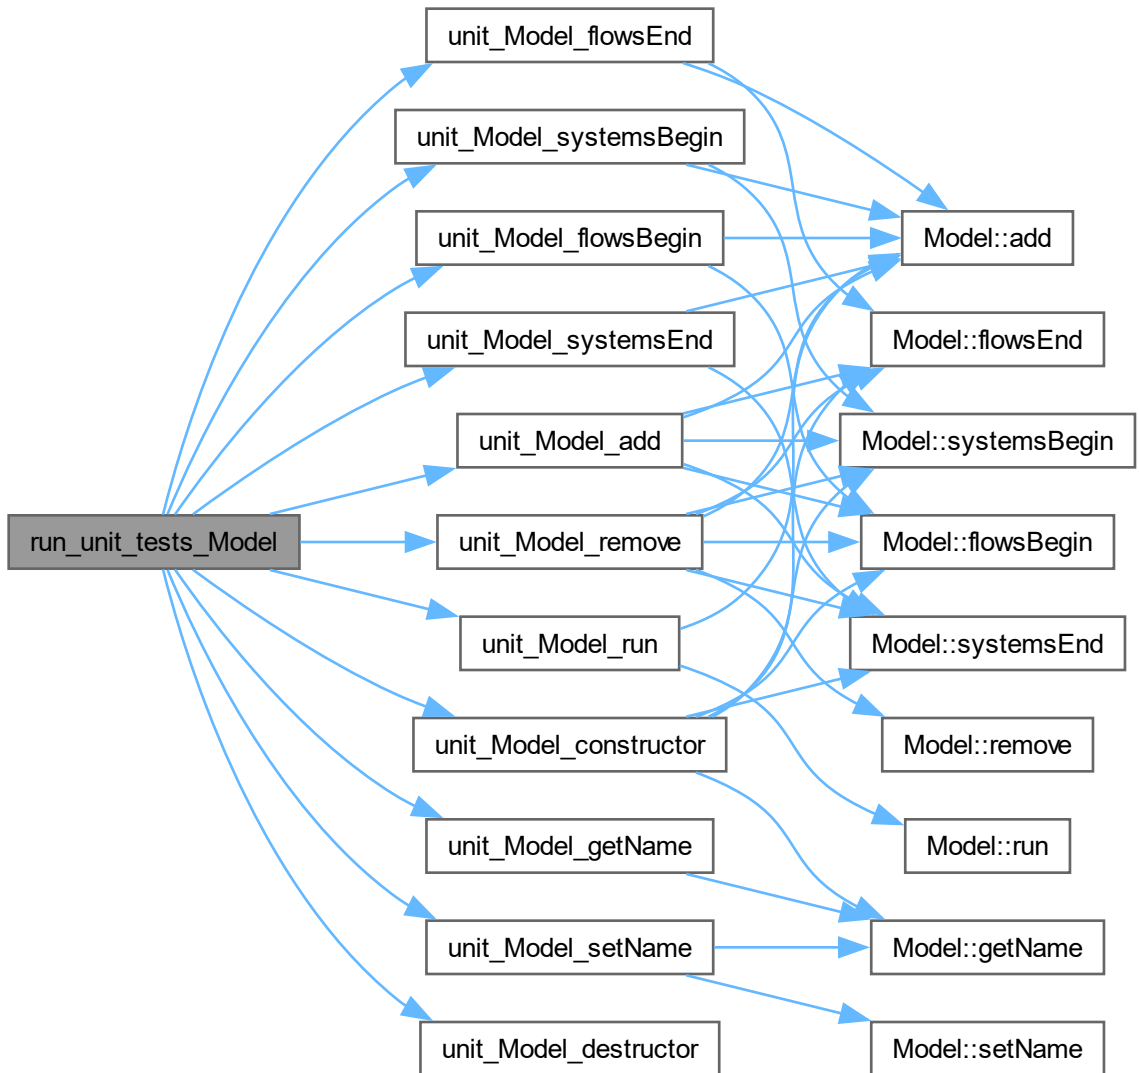 run_unit_tests_Model
unit_Model_flowsEnd
unit_Model_systemsBegin
unit_Model_flowsBegin
unit_Model_systemsEnd
unit_Model_add
unit_Model_remove
unit_Model_run
unit_Model_constructor
unit_Model_getName
unit_Model_setName
unit_Model_destructor
Model::add
Model::flowsEnd
Model::systemsBegin
Model::flowsBegin
Model::systemsEnd
Model::remove
Model::run
Model::getName
Model::setName